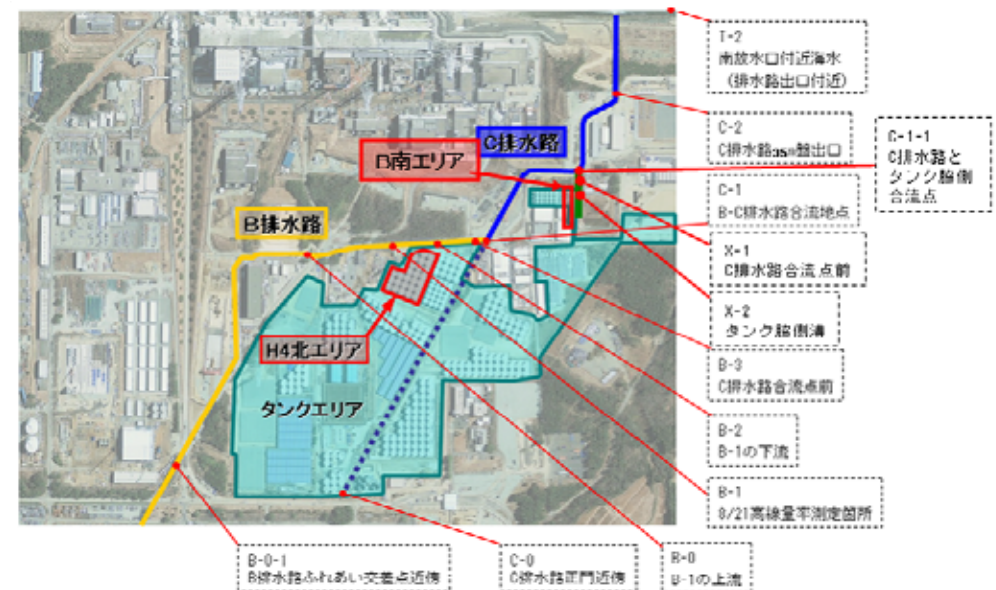 T-2
南放水口付近海水
（排水路出口付近）
C-2
C排水路35m盤出口
C-1-1
C排水路と
タンク脇側
合流点
C排水路
B南エリア
C-1
B-C排水路合流地点
B排水路
X-1
C排水路合流点前
X-2
タンク脇側溝
H4北エリア
B-3
C排水路合流点前
タンクエリア
B-2
B-1の下流
B-1
8/21高線量率測定箇所
B-0-1
B排水路ふれあい交差点近傍
C-0
C排水路正門近傍
B-0
B-1の上流